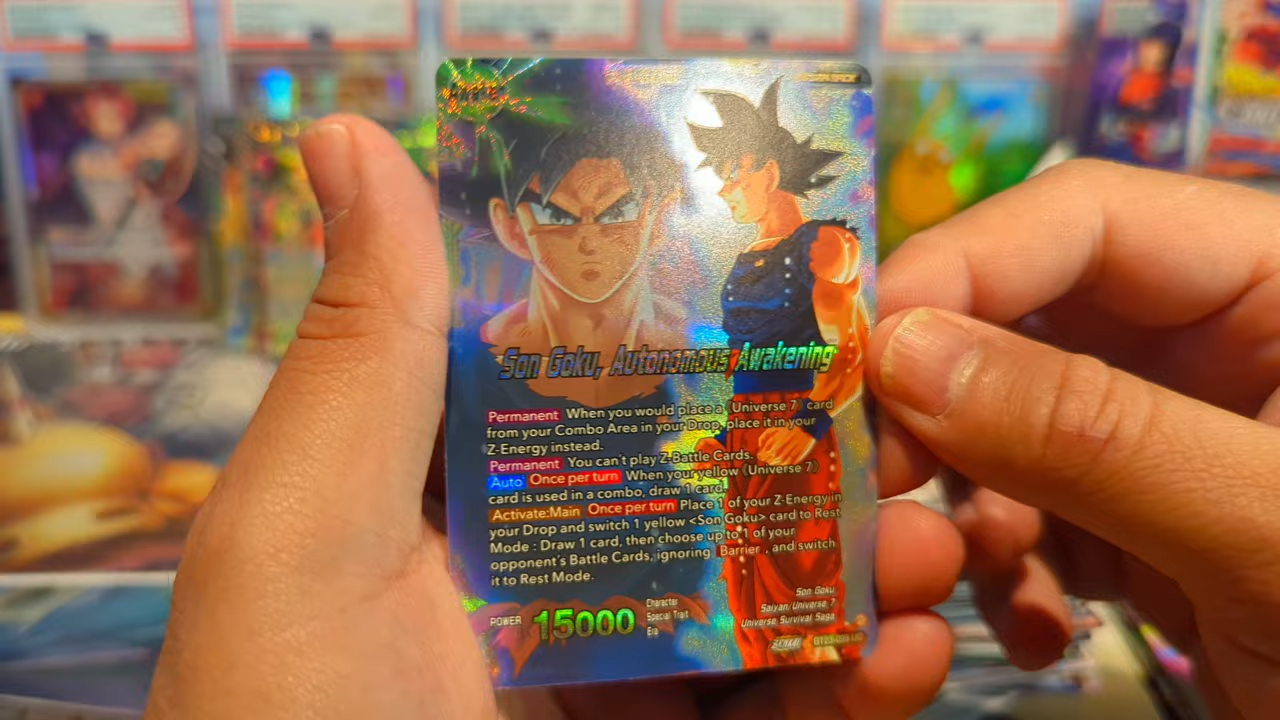 Son Goku, Autonomous Awakening
Permanent When you would place a 《Universe 7》 card
from your Combo Area in your Drop, place it in your
Z-Energy instead.
Permanent You can't play Z-Battle Cards.
Auto Once per turn When your yellow 《Universe 7》
card is used in a combo, draw 1 card.
Activate:Main Once per turn Place 1 of your Z-Energy in
your Drop and switch 1 yellow <Son Goku> card to Rest
Mode : Draw 1 card, then choose up to 1 of your
opponent's Battle Cards, ignoring Barrier , and switch
it to Rest Mode.
POWER 15000
Character Son Goku
Special Trait Saiyan, Universe 7
Era Universe Survival Saga